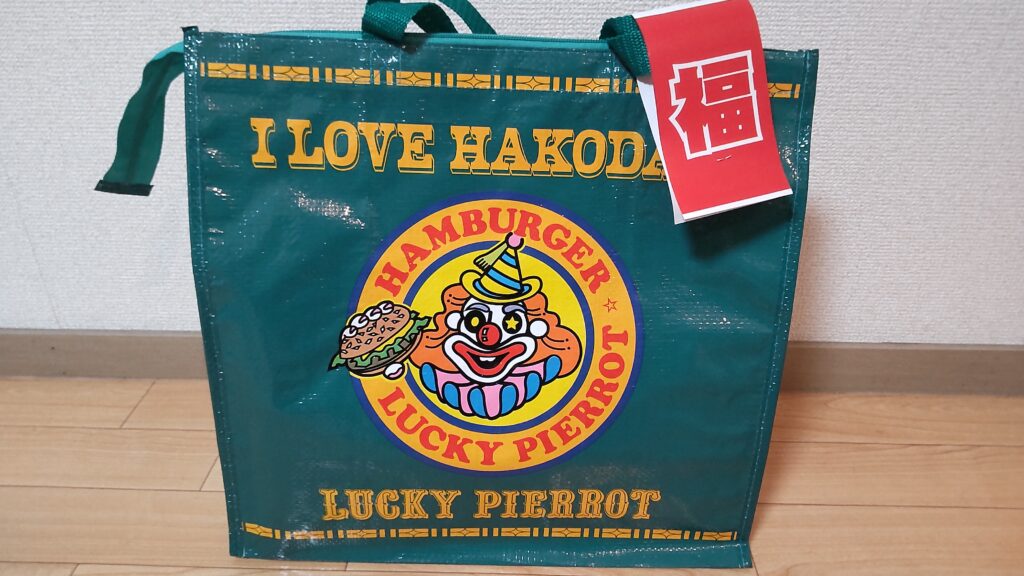 福
I LOVE HAKODA
HAMBURGER
LUCKY PIERROT
LUCKY PIERROT